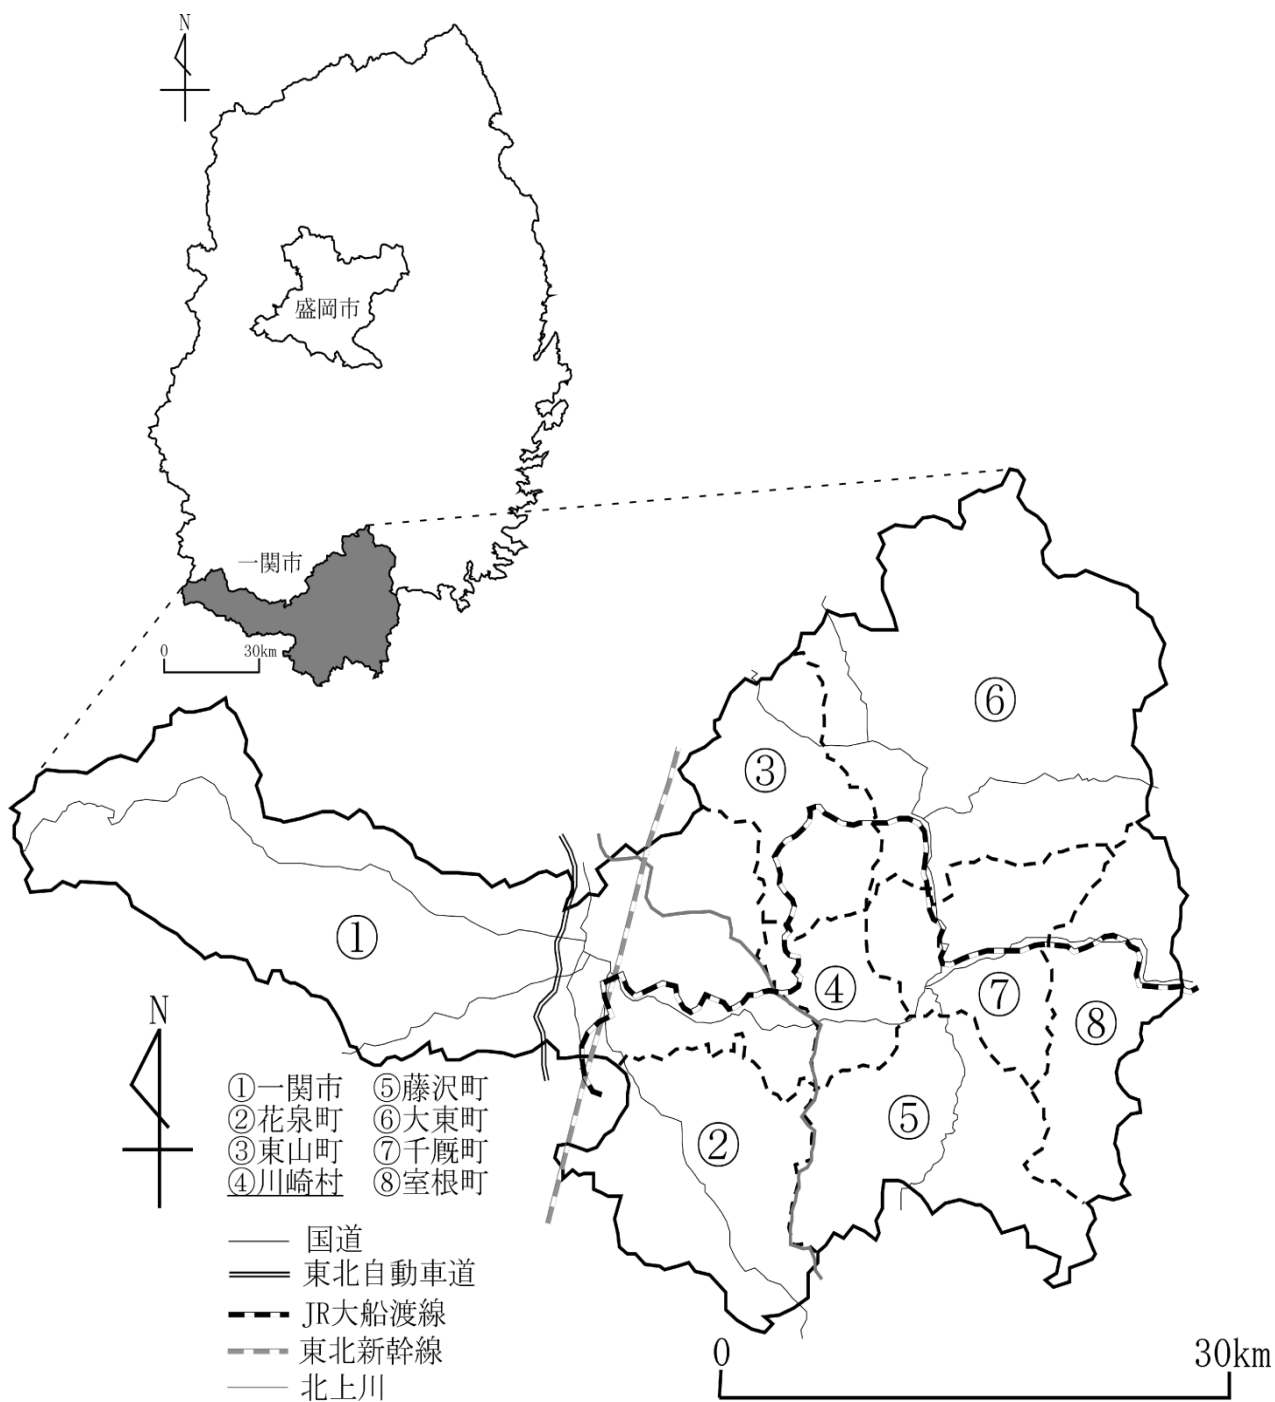 N
盛岡市
一関市
0 30km
⑥
③
①
④
⑦
⑧
⑤
②
N
①一関市 ⑤藤沢町
②花泉町 ⑥大東町
③東山町 ⑦千厩町
④川崎村 ⑧室根町
国道
東北自動車道
JR大船渡線
東北新幹線
北上川
0 30km